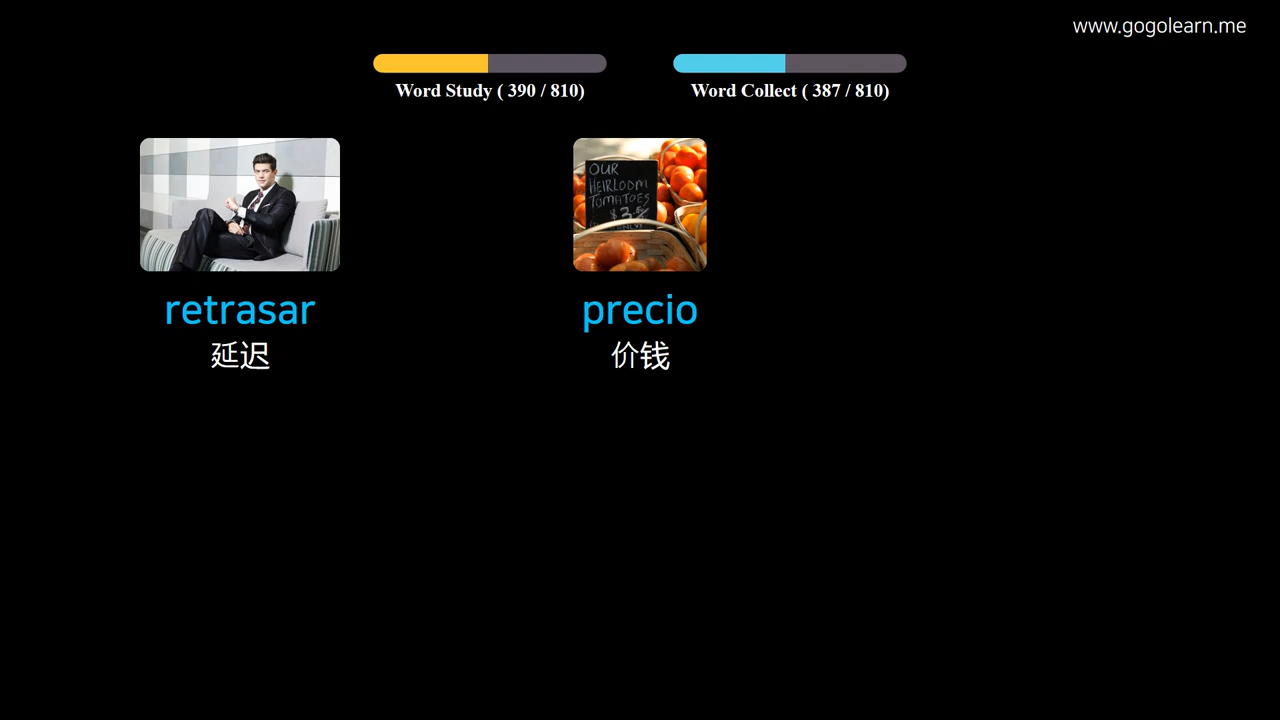 www.gogolearn.me
Word Study ( 390 / 810)
Word Collect ( 387 / 810)
OUR
HEIRLOOM
TOMATOES
retrasar
precio
延迟
价钱